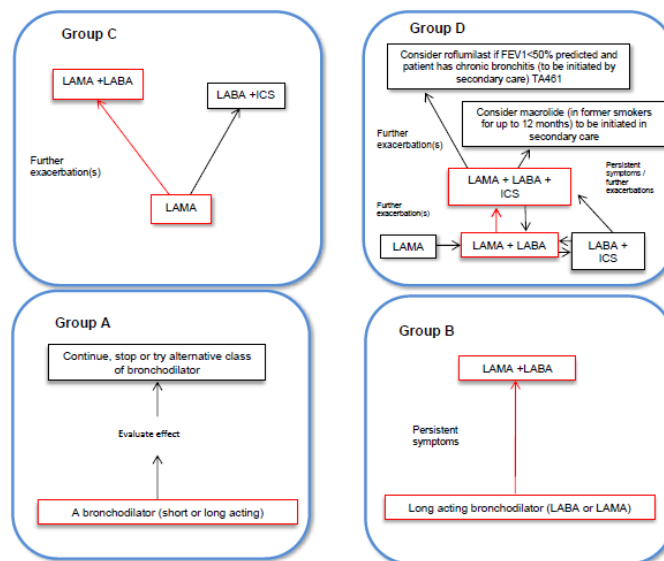 Group C
LAMA +LABA
LABA +ICS
Further
exacerbation(s)
LAMA
Group D
Consider roflumilast if FEV1<50% predicted and
patient has chronic bronchitis (to be initiated by
secondary care) TA461
Consider macrolide (in former smokers
for up to 12 months) to be initiated in
secondary care
Further
exacerbation(s)
Persistent
symptoms /
further
exacerbations
LAMA + LABA +
ICS
Further
exacerbation(s)
LAMA
LAMA + LABA
LABA +
ICS
Group A
Continue, stop or try alternative class
of bronchodilator
Evaluate effect
A bronchodilator (short or long acting)
Group B
LAMA +LABA
Persistent
symptoms
Long acting bronchodilator (LABA or LAMA)